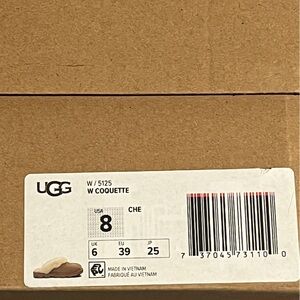 UGG
W / 5125
W COQUETTE
USA
8
CHE
UK
6
EU
39
JP
25
MADE IN VIETNAM
FABRIQUÉ AU VIETNAM
7 37045 73110 0